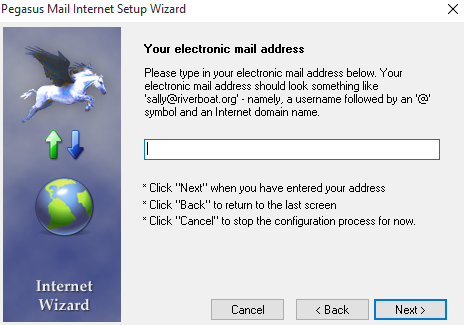 Pegasus Mail Internet Setup Wizard
Your electronic mail address
Please type in your electronic mail address below. Your
electronic mail address should look something like
'sally@riverboat.org' - namely, a username followed by an '@'
symbol and an Internet domain name.
* Click "Next" when you have entered your address
* Click "Back" to return to the last screen
* Click "Cancel" to stop the configuration process for now.
Internet
Wizard
Cancel
< Back
Next >